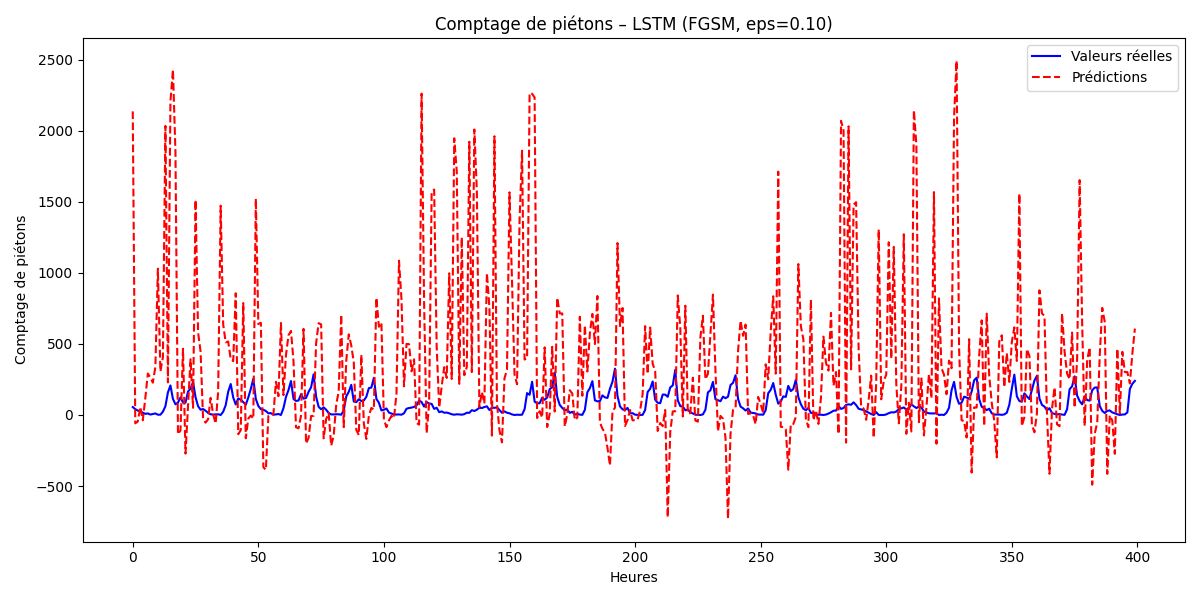 Comptage de piétons – LSTM (FGSM, eps=0.10)
Valeurs réelles
Prédictions
Comptage de piétons
2500
2000
1500
1000
500
0
−500
0 50 100 150 200 250 300 350 400
Heures